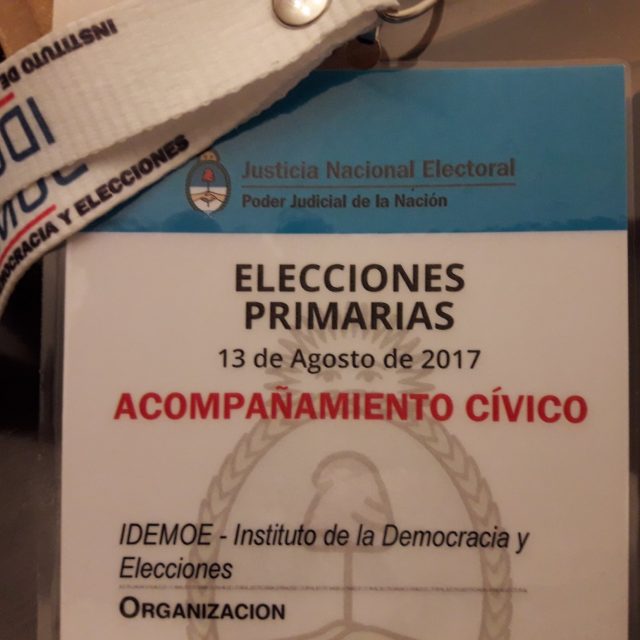 INSTITUTO DE
DEMOCRACIA Y ELECCIONES
Justicia Nacional Electoral
Poder Judicial de la Nación
ELECCIONES
PRIMARIAS
13 de Agosto de 2017
ACOMPAÑAMIENTO CÍVICO
IDEMOE - Instituto de la Democracia y
Elecciones
ORGANIZACION